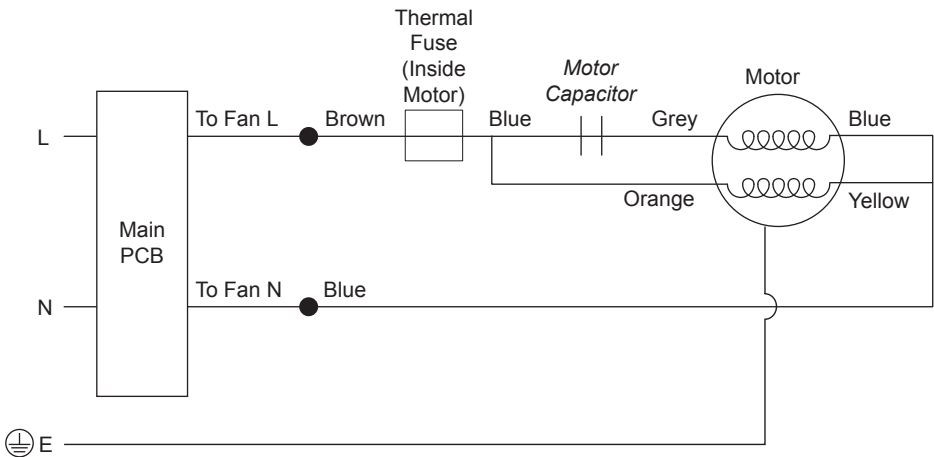 Thermal
Fuse
(Inside
Motor)
Motor
Capacitor
Motor
L
To Fan L
Brown
Blue
Grey
Blue
Orange
Yellow
Main
PCB
N
To Fan N
Blue
E